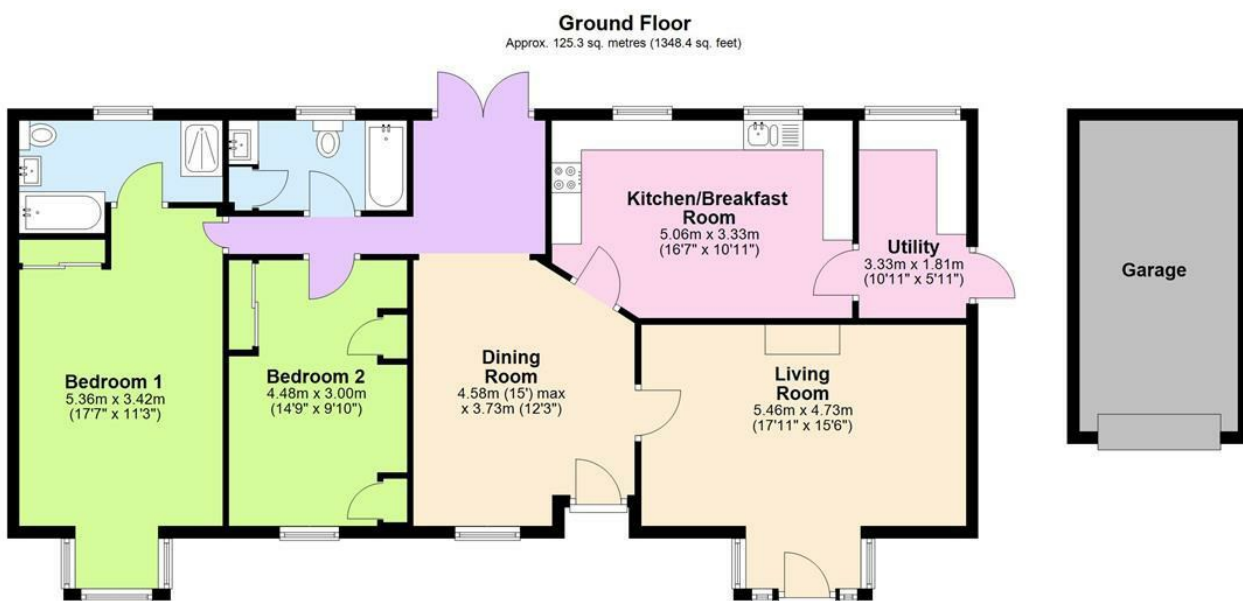 Ground Floor
Approx. 125.3 sq. metres (1348.4 sq. feet)
Kitchen/Breakfast
Room
5.06m x 3.33m
(16'7" x 10'11")
Utility
3.33m x 1.81m
(10'11" x 5'11")
Garage
Bedroom 1
5.36m x 3.42m
(17'7" x 11'3")
Bedroom 2
4.48m x 3.00m
(14'9" x 9'10")
Dining
Room
4.58m (15') max
x 3.73m (12'3")
Living
Room
5.46m x 4.73m
(17'11" x 15'6")